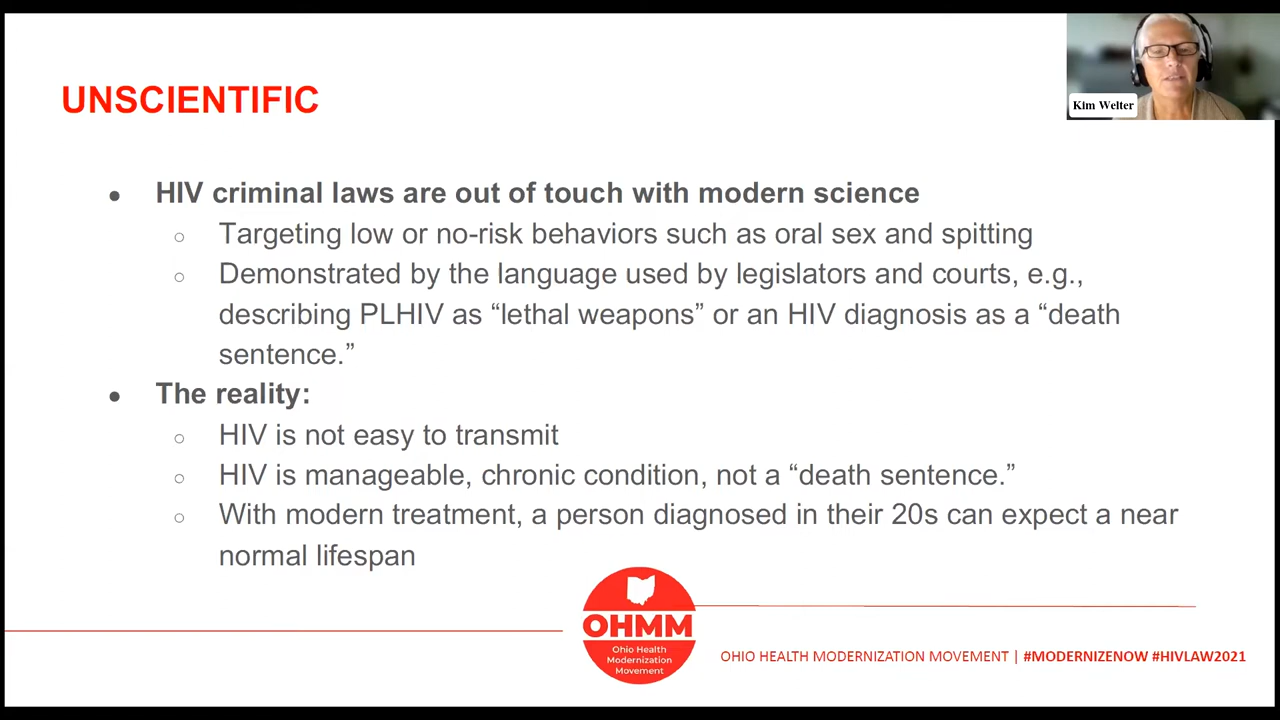 UNSCIENTIFIC
Kim Welter
● HIV criminal laws are out of touch with modern science
○ Targeting low or no-risk behaviors such as oral sex and spitting
○ Demonstrated by the language used by legislators and courts, e.g.,
describing PLHIV as “lethal weapons” or an HIV diagnosis as a “death
sentence.”
● The reality:
○ HIV is not easy to transmit
○ HIV is manageable, chronic condition, not a “death sentence.”
○ With modern treatment, a person diagnosed in their 20s can expect a near
normal lifespan
OHMM
Ohio Health
Modernization
Movement
OHIO HEALTH MODERNIZATION MOVEMENT | #MODERNIZENOW #HIVLAW2021